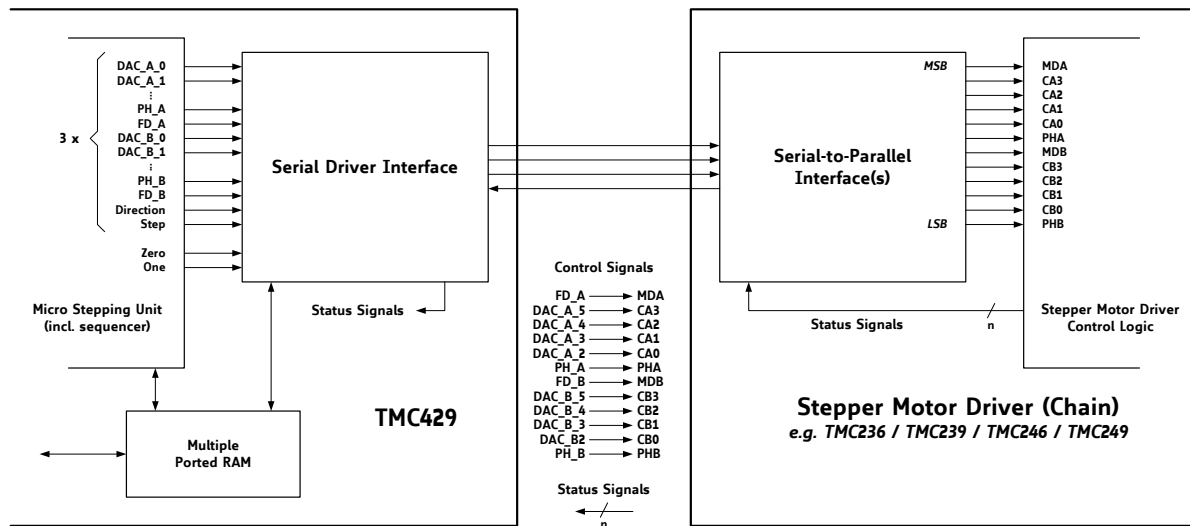 DAC_A_0
DAC_A_1
⋮
PH_A
FD_A
DAC_B_0
DAC_B_1
⋮
PH_B
FD_B
Direction
Step
3 x
Zero
One
Micro Stepping Unit
(incl. sequencer)
Serial Driver Interface
Status Signals
Multiple
Ported RAM
TMC429
Control Signals
FD_A MDA
DAC_A_5 CA3
DAC_A_4 CA2
DAC_A_3 CA1
DAC_A_2 CA0
PH_A PHA
FD_B MDB
DAC_B_5 CB3
DAC_B_4 CB2
DAC_B_3 CB1
DAC_B2 CB0
PH_B PHB
Status Signals
n
Serial-to-Parallel
Interface(s)
MSB
LSB
MDA
CA3
CA2
CA1
CA0
PHA
MDB
CB3
CB2
CB1
CB0
PHB
Status Signals
n
Stepper Motor Driver
Control Logic
Stepper Motor Driver (Chain)
e.g. TMC236 / TMC239 / TMC246 / TMC249